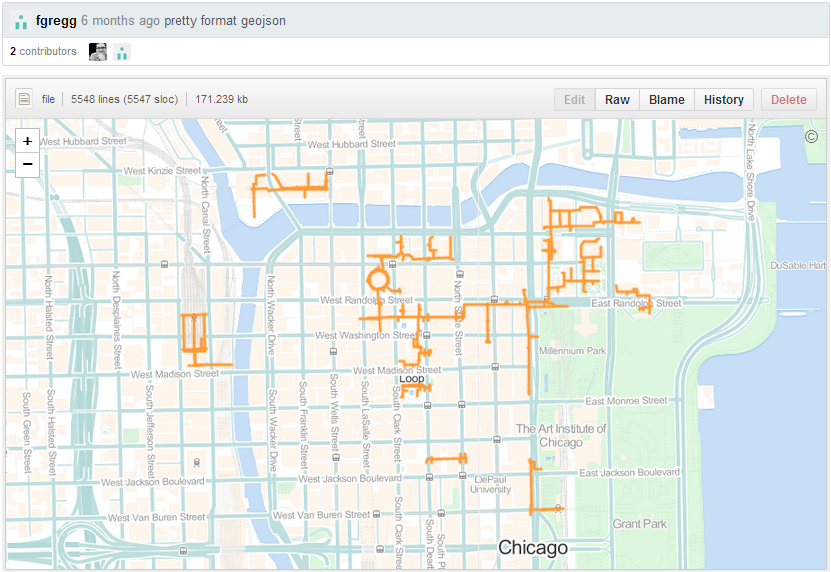 fgregg 6 months ago pretty format geojson
2 contributors
file 5548 lines (5547 sloc) 171.239 kb Edit Raw Blame History Delete
+
−
©
West Hubbard Street
West Hubbard Street
West Kinzie Street
North Canal Street
North Lake Shore Drive
DuSable Harb
North Halsted Street
North Desplaines Street
North Wacker Drive
West Randolph Street
North State Street
East Randolph Street
West Washington Street
Millennium Park
West Madison Street
West Madison Street
Loop
East Monroe Street
South Green Street
South Halsted Street
South Jefferson Street
South Wacker Drive
South Franklin Street
South Wells Street
South LaSalle Street
South Clark Street
The Art Institute of
Chicago
East Jackson Boulevard
West Jackson Boulevard
West Jackson Boulevard
DePaul
University
West Van Buren Street
West Van Buren Street
South Clark Street
South Dearb
South Pl
Grant Park
Chicago